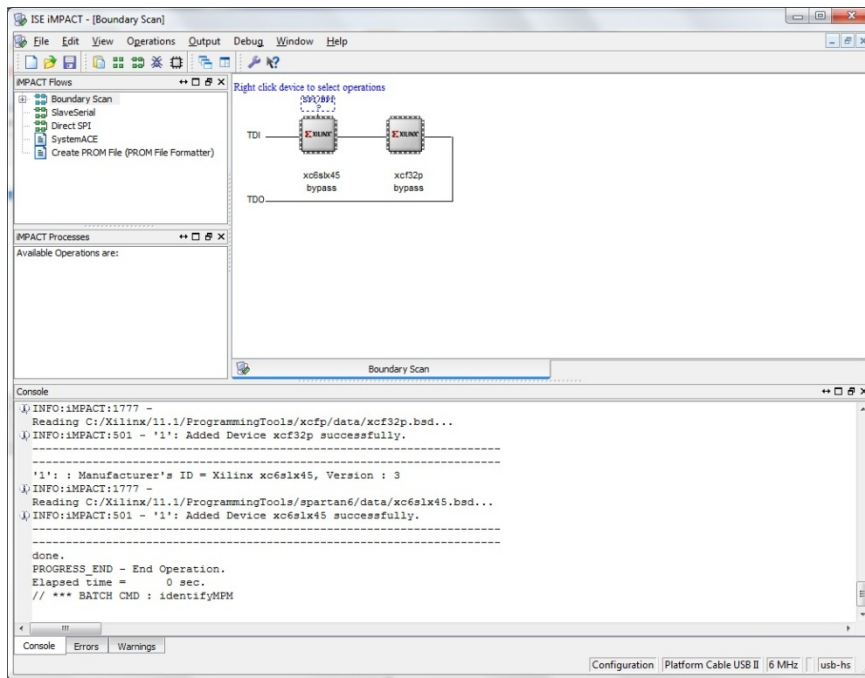 ISE iMPACT - [Boundary Scan]
File Edit View Operations Output Debug Window Help
iMPACT Flows
Boundary Scan
SlaveSerial
Direct SPI
SystemACE
Create PROM File (PROM File Formatter)
Right click device to select operations
SPI/BPI
?
TDI
XILINX XILINX
xc6slx45 xcf32p
bypass bypass
TDO
iMPACT Processes
Available Operations are:
Boundary Scan
Console
INFO:iMPACT:1777 -
Reading C:/Xilinx/11.1/ProgrammingTools/xcfp/data/xcf32p.bsd...
INFO:iMPACT:501 - '1': Added Device xcf32p successfully.
----------------------------------------------------------------------
----------------------------------------------------------------------
'1': : Manufacturer's ID = Xilinx xc6slx45, Version : 3
INFO:iMPACT:1777 -
Reading C:/Xilinx/11.1/ProgrammingTools/spartan6/data/xc6slx45.bsd...
INFO:iMPACT:501 - '1': Added Device xc6slx45 successfully.
----------------------------------------------------------------------
----------------------------------------------------------------------
done.
PROGRESS_END - End Operation.
Elapsed time = 0 sec.
// *** BATCH CMD : identifyMPM
Console Errors Warnings
Configuration Platform Cable USB II 6 MHz usb-hs